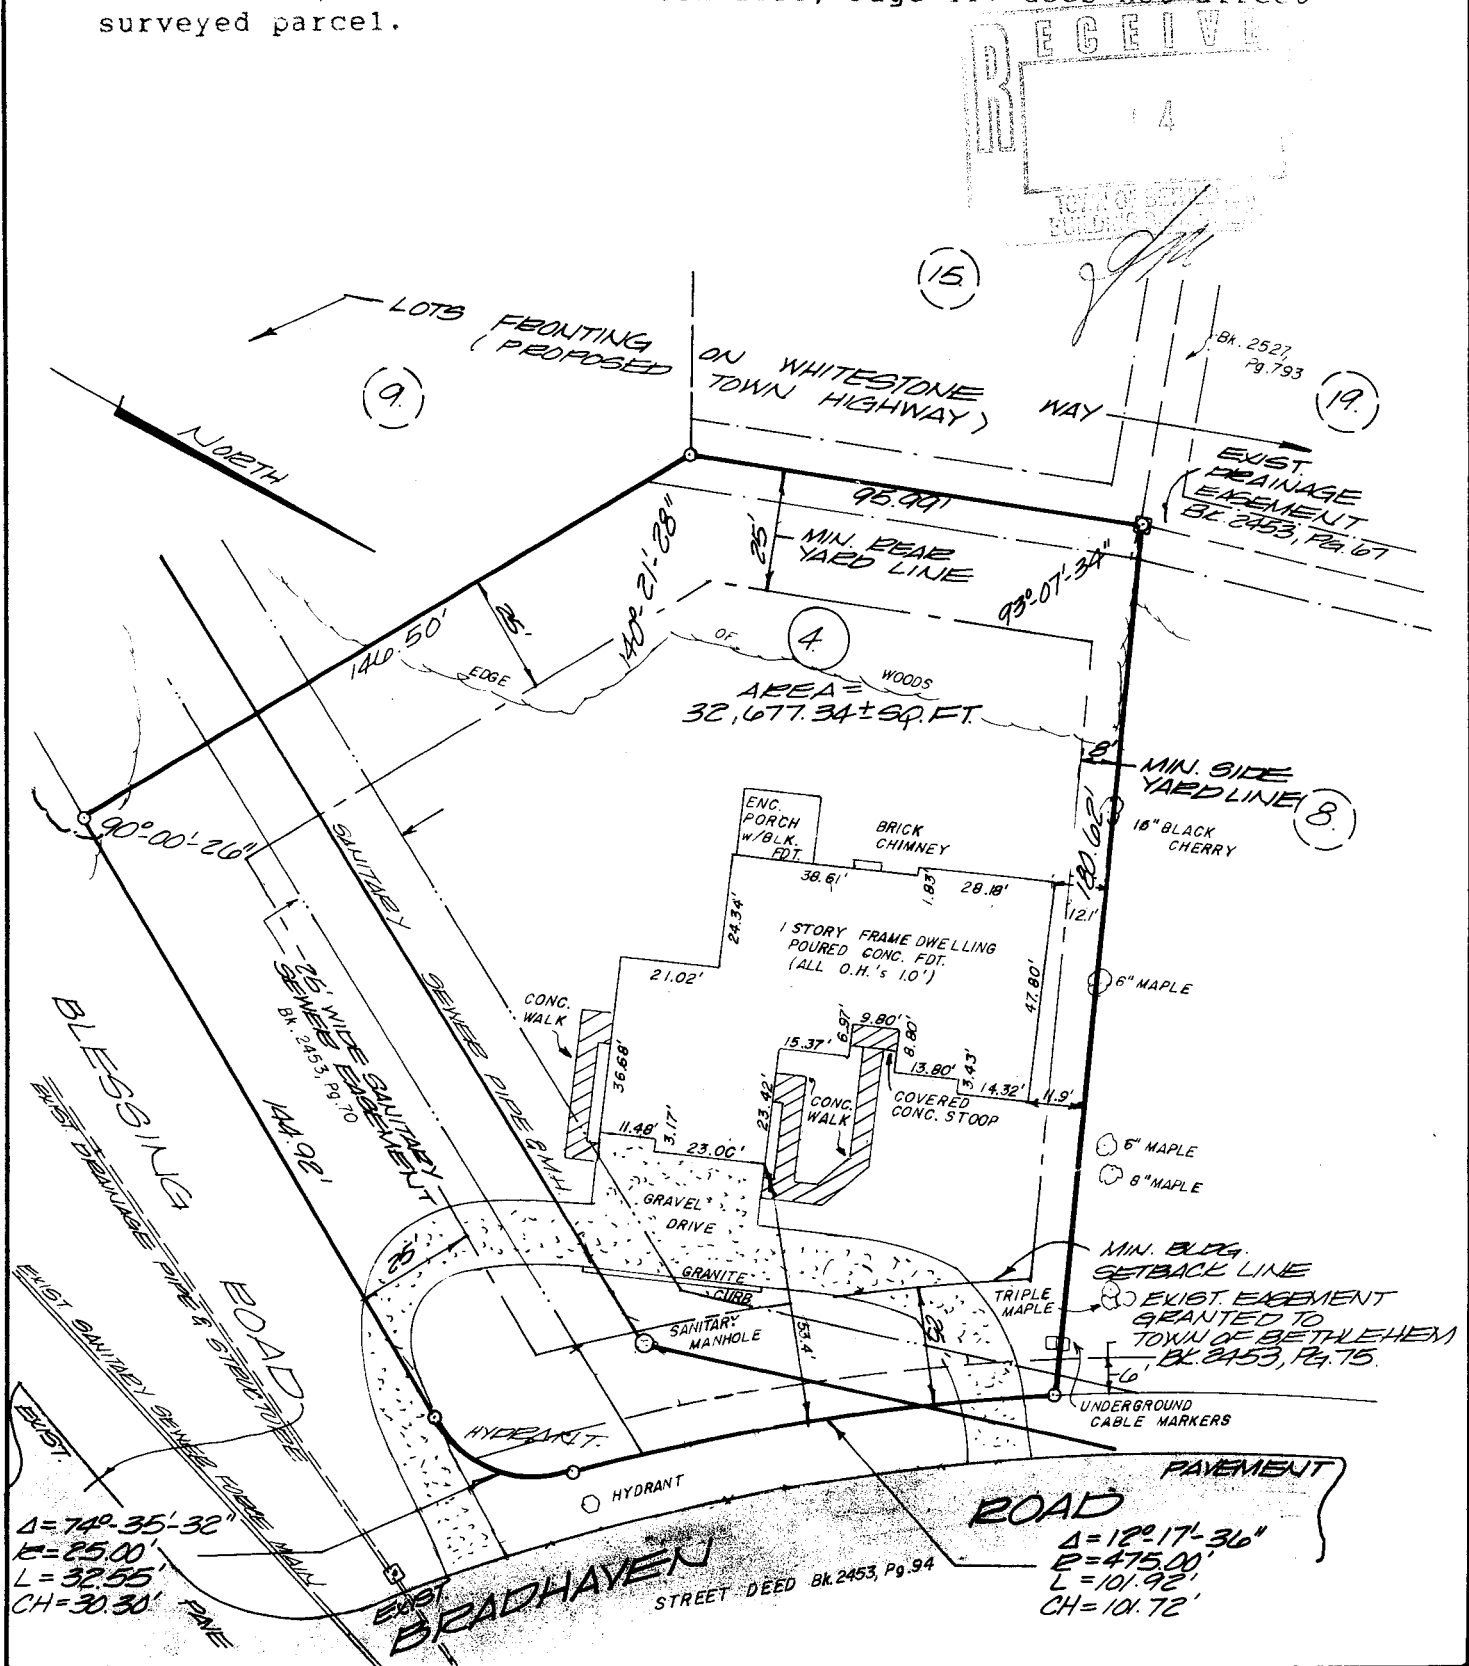 surveyed parcel.
RECEIVE
4
TOWN OF
BUILDING
15.
LOTS FRONTING ON WHITESTONE WAY
(PROPOSED TOWN HIGHWAY)
Bk. 2527,
Pg. 793
9.
19.
NORTH
EXIST.
DRAINAGE
EASEMENT
BK. 2453, PG. 67
95.99'
25'
MIN. REAR
YARD LINE
140°-21'-28"
93°-07'-34"
146.50'
25'
4.
EDGE
OF
WOODS
AREA =
32,677.34± SQ. FT.
8'
MIN. SIDE
YARD LINE
8.
180.62'
16" BLACK
CHERRY
90°-00'-26"
ENC.
PORCH
W/BLK.
FDT.
BRICK
CHIMNEY
38.61'
1.83'
28.18'
12.1'
24.34'
1 STORY FRAME DWELLING
POURED CONC. FDT.
(ALL O.H.'s 1.0')
21.02'
47.80'
6" MAPLE
CONC.
WALK
SANITARY SEWER PIPE & M.H.
25' WIDE SANITARY
SEWER EASEMENT
Bk. 2453, Pg. 70
36.68'
15.37'
6.97'
9.80'
8.80'
13.80'
3.43'
14.32'
11.9'
23.42'
CONC.
WALK
COVERED
CONC. STOOP
11.48'
3.17'
23.00'
6" MAPLE
8" MAPLE
BLESSING ROAD
EXIST. DRAINAGE PIPE & STRUCTURE
144.98'
GRAVEL
DRIVE
25'
GRANITE
CURB
MIN. BLDG.
SETBACK LINE
TRIPLE
MAPLE
EXIST. EASEMENT
GRANTED TO
TOWN OF BETHLEHEM
BK. 2453, PG. 75.
SANITARY
MANHOLE
53.4'
25'
6'
UNDERGROUND
CABLE MARKERS
EXIST. SANITARY SEWER FORCE MAIN
HYDRANT.
HYDRANT
EXIST.
PAVE
PAVEMENT
Δ=74°-35'-32"
R=25.00'
L=32.55'
CH=30.30'
EXIST
BRADHAVEN ROAD
STREET DEED Bk. 2453, Pg. 94
Δ=12°-17'-36"
R=475.00'
L=101.92'
CH=101.72'